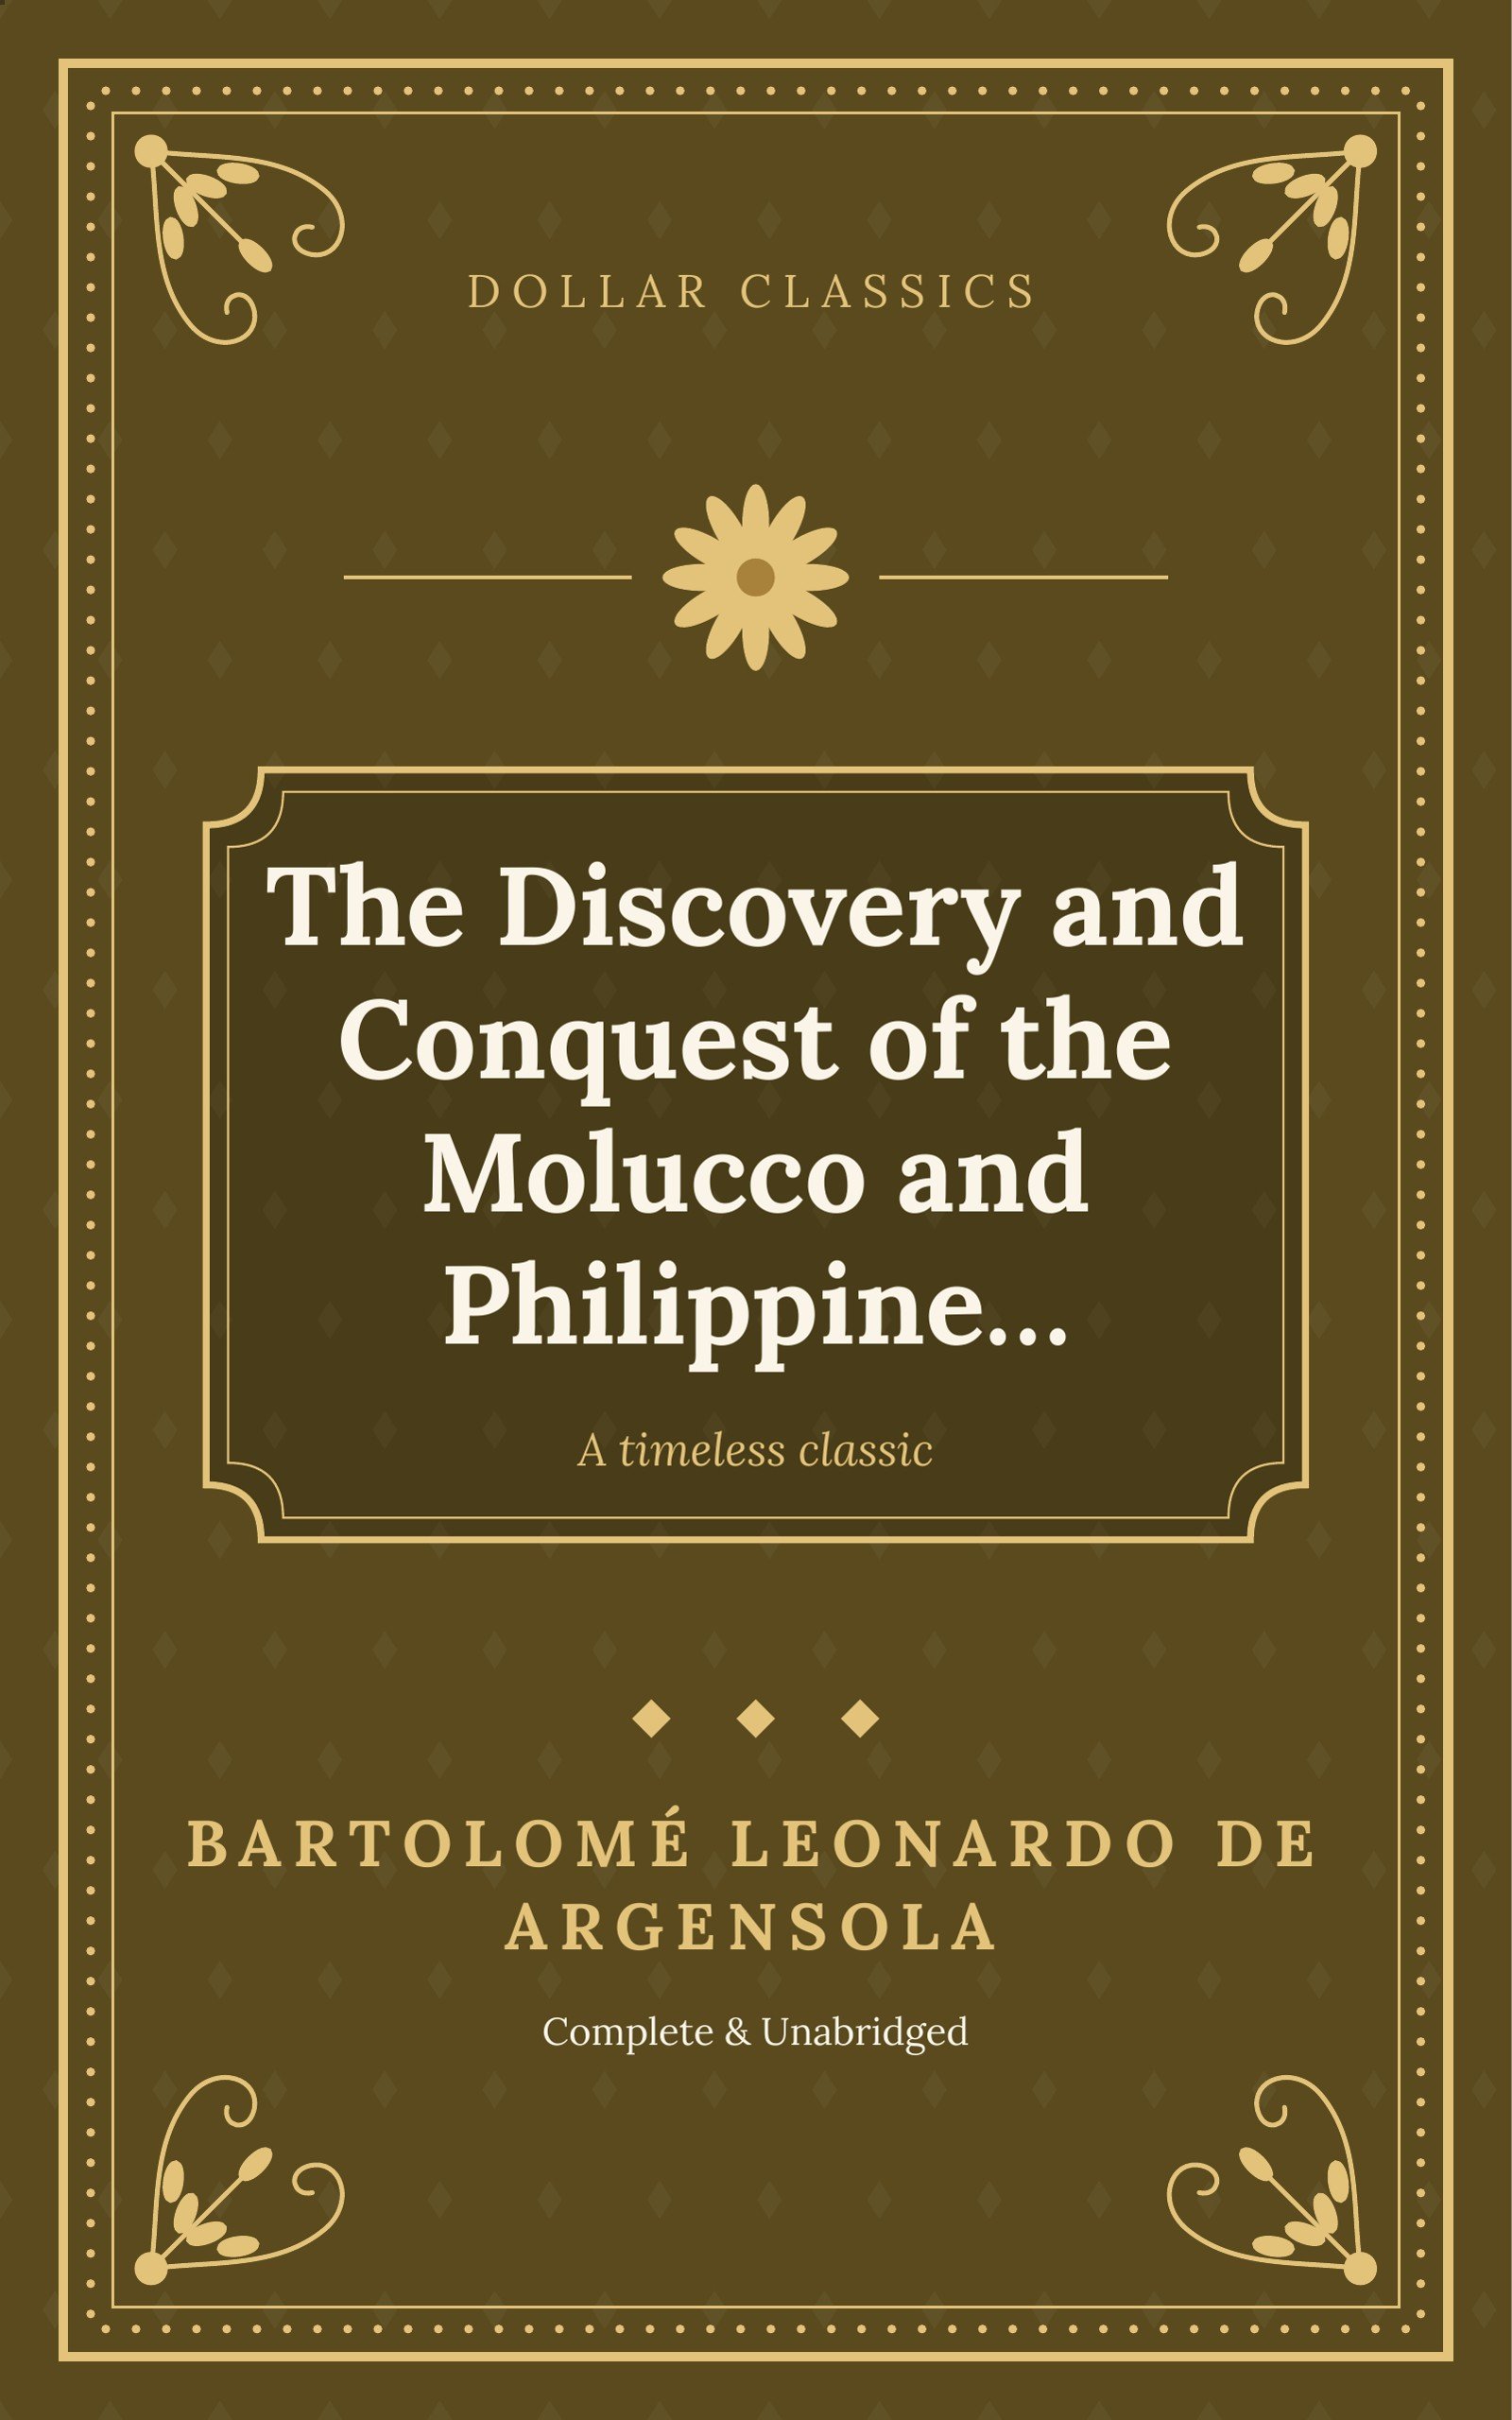 DOLLAR CLASSICS
The Discovery and
Conquest of the
Molucco and
Philippine...
A timeless classic
BARTOLOMÉ LEONARDO DE
ARGENSOLA
Complete & Unabridged